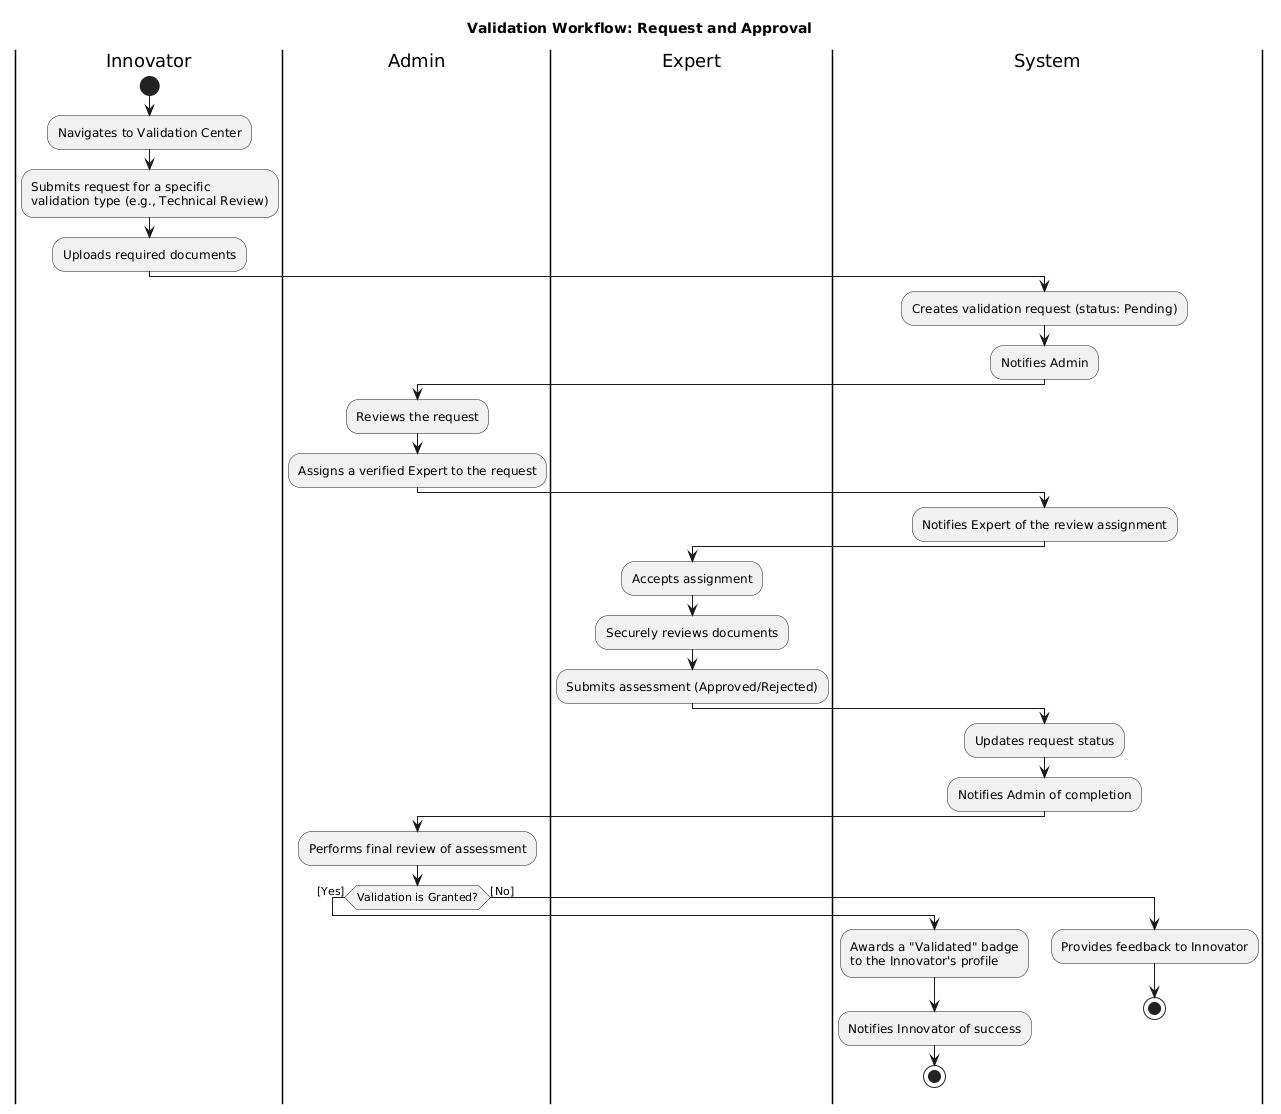 Validation Workflow: Request and Approval
Innovator
Admin
Expert
System
Navigates to Validation Center
Submits request for a specific
validation type (e.g., Technical Review)
Uploads required documents
Creates validation request (status: Pending)
Notifies Admin
Reviews the request
Assigns a verified Expert to the request
Notifies Expert of the review assignment
Accepts assignment
Securely reviews documents
Submits assessment (Approved/Rejected)
Updates request status
Notifies Admin of completion
Performs final review of assessment
[Yes]
Validation is Granted?
[No]
Awards a "Validated" badge
to the Innovator's profile
Provides feedback to Innovator
Notifies Innovator of success